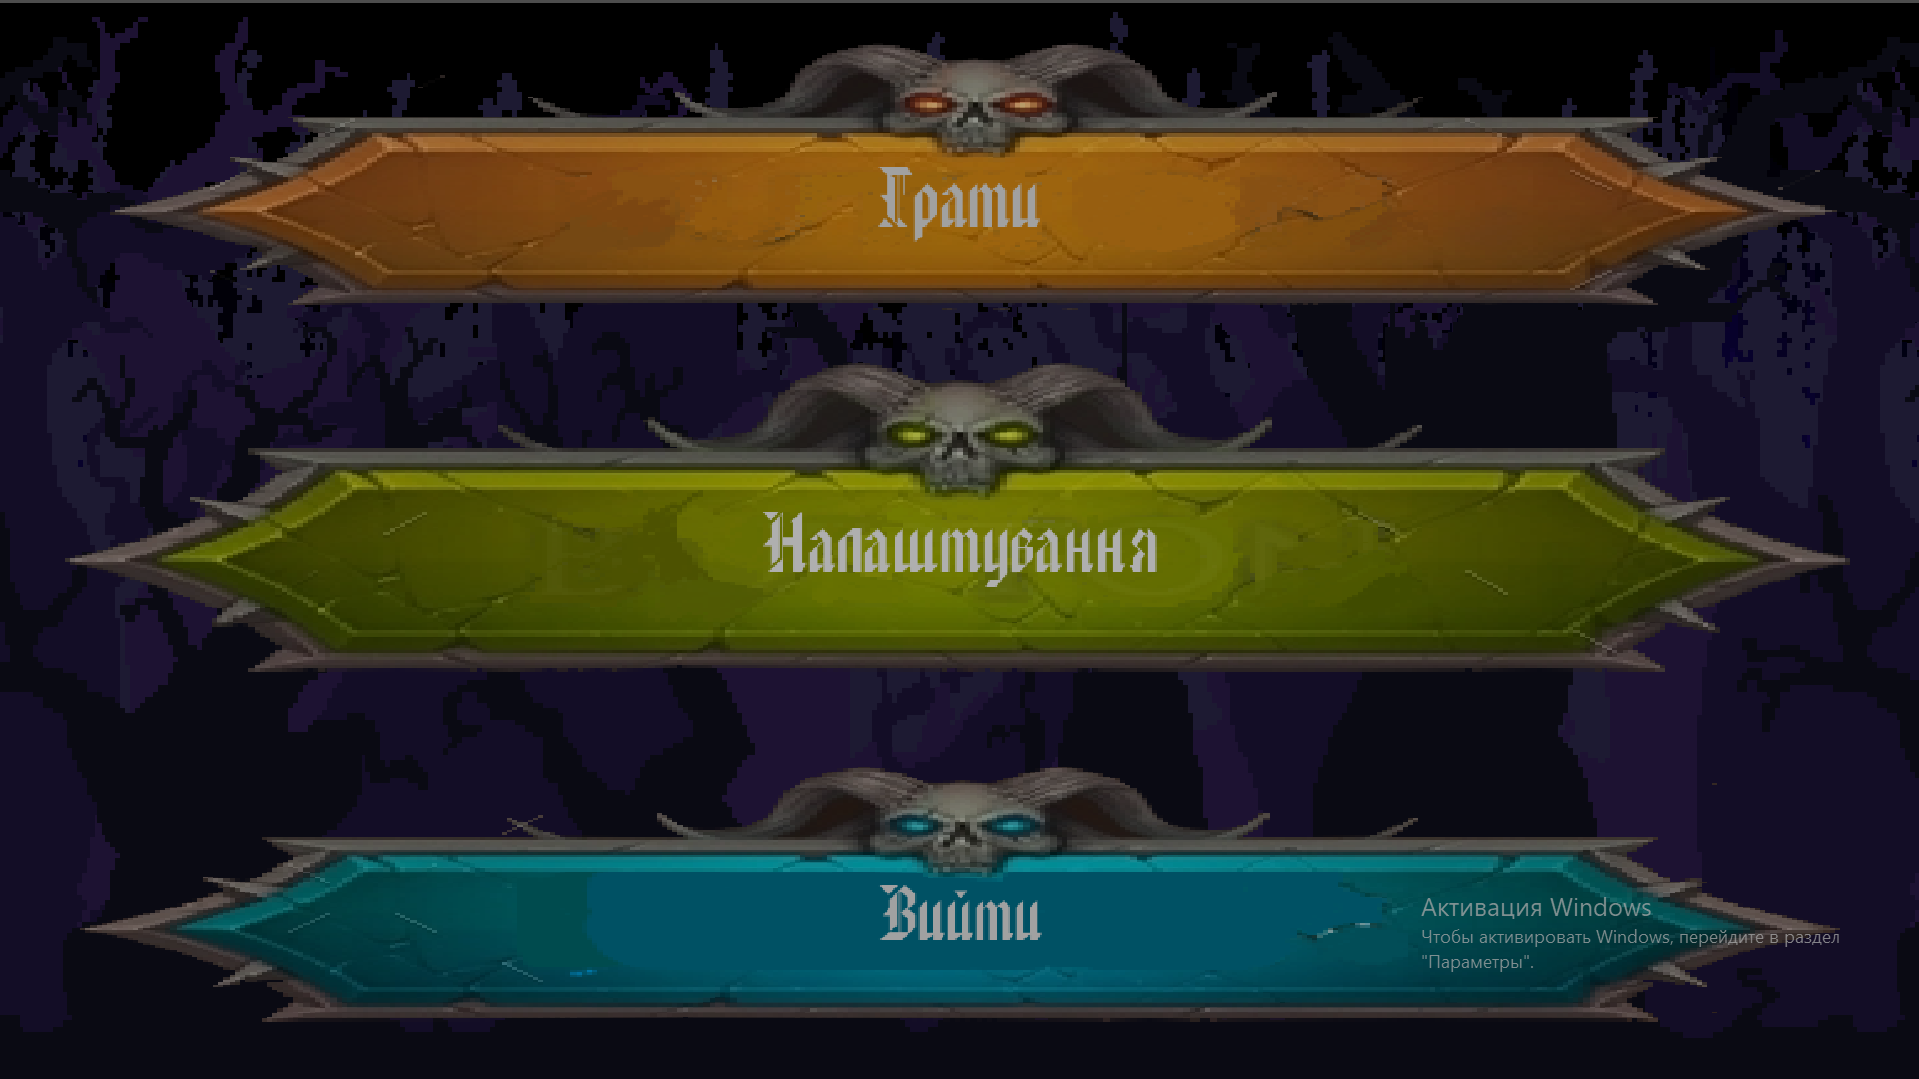 Грати
Налаштування
Вийти
Активация Windows
Чтобы активировать Windows, перейдите в раздел
"Параметры".